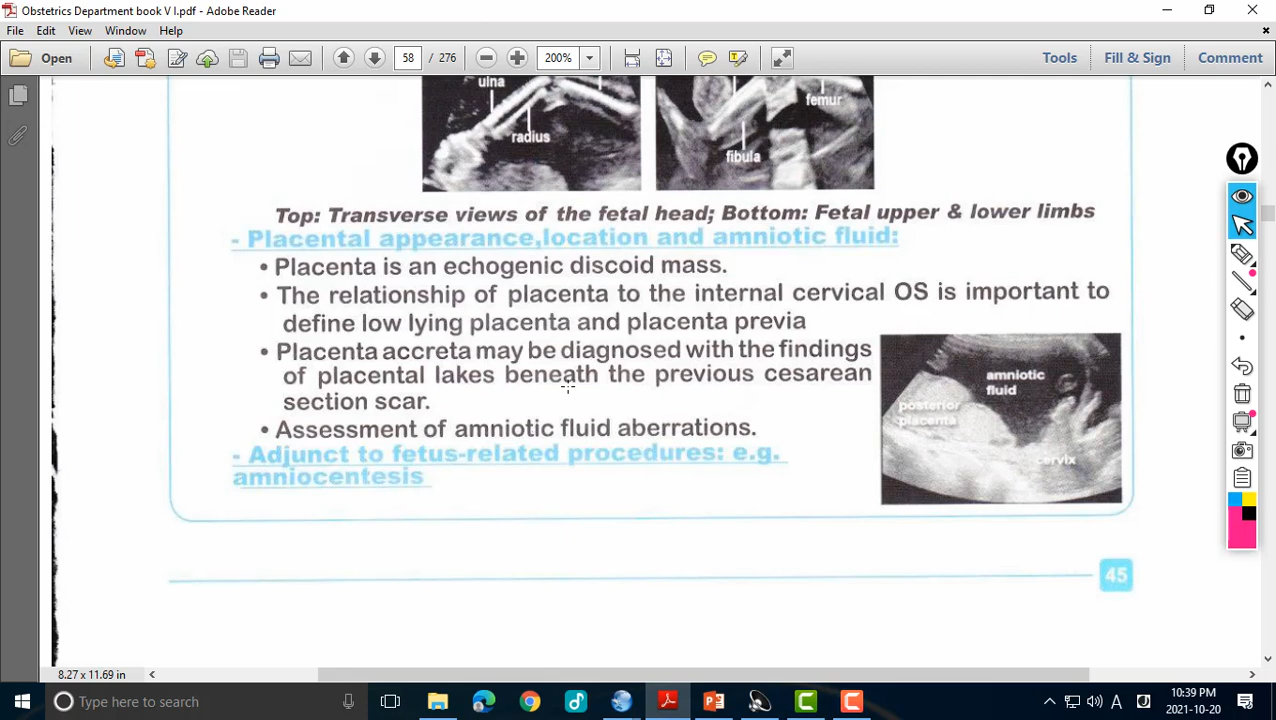 Obstetrics Department book V I.pdf - Adobe Reader
File Edit View Window Help
Open 58 / 276 200% Tools Fill & Sign Comment
ulna
radius
femur
fibula
Top: Transverse views of the fetal head; Bottom: Fetal upper & lower limbs
- Placental appearance,location and amniotic fluid:
• Placenta is an echogenic discoid mass.
• The relationship of placenta to the internal cervical OS is important to
define low lying placenta and placenta previa
• Placenta accreta may be diagnosed with the findings
of placental lakes beneath the previous cesarean
section scar.
• Assessment of amniotic fluid aberrations.
- Adjunct to fetus-related procedures: e.g.
amniocentesis
amniotic
fluid
posterior
placenta
cervix
45
8.27 x 11.69 in
Type here to search
10:39 PM
2021-10-20